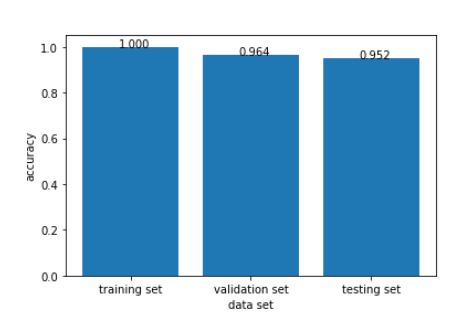 1.000
0.964
0.952
1.0
0.8
0.6
0.4
0.2
0.0
accuracy
training set
validation set
testing set
data set